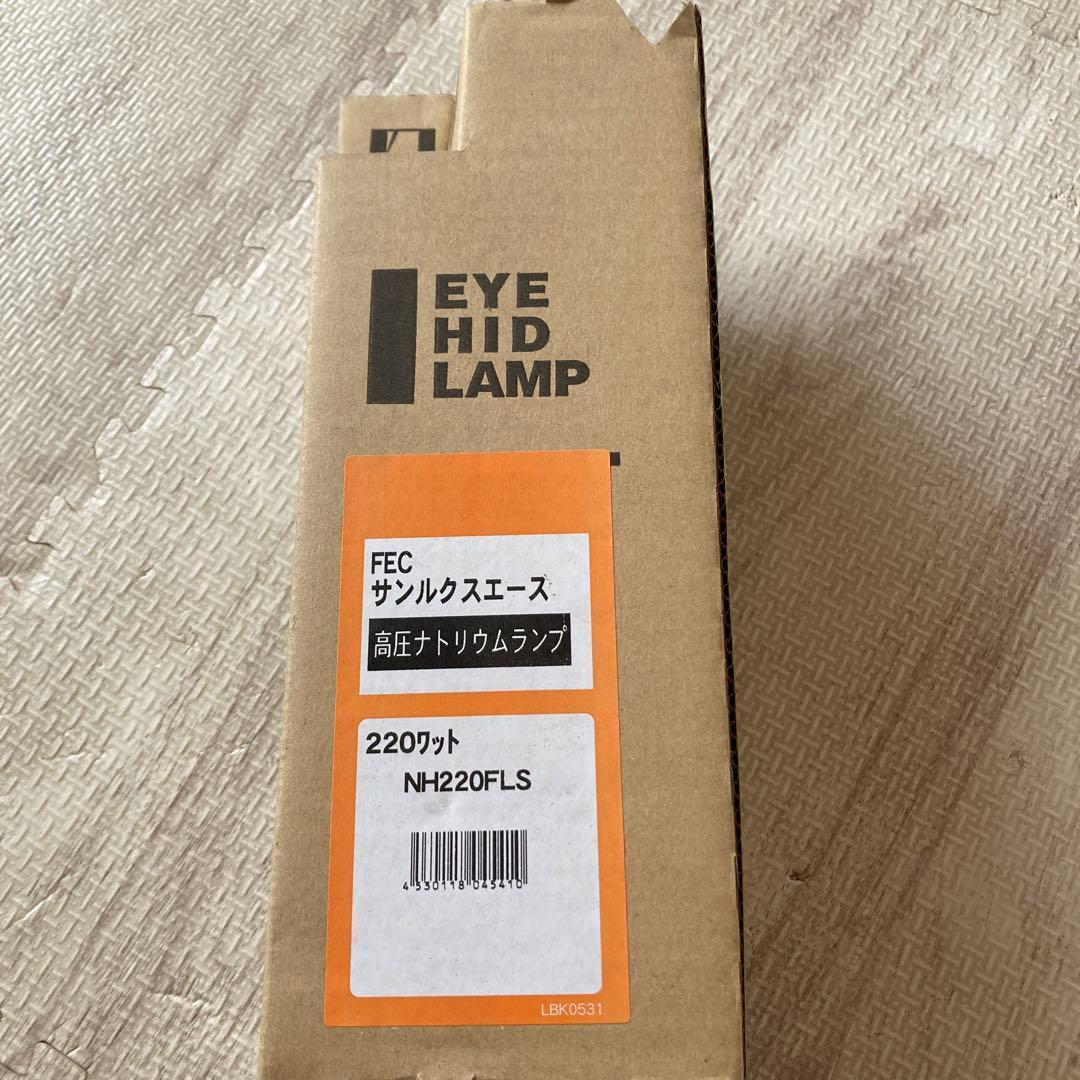 EYE
HID
LAMP
FEC
サンルクスエース
高圧ナトリウムランプ
220ワット
NH220FLS
4530118045410
LBK0531